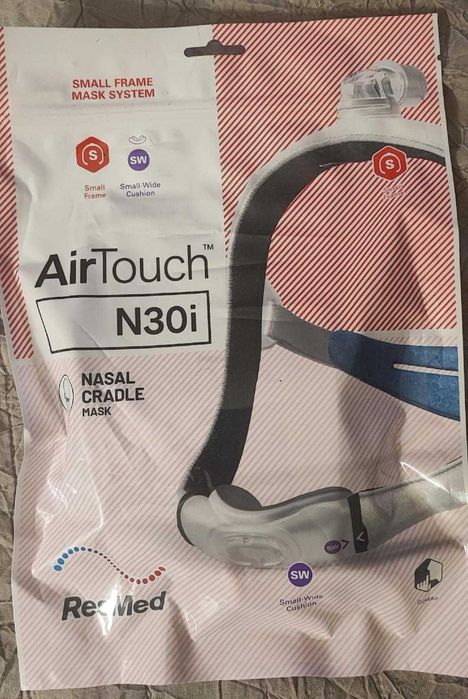 SMALL FRAME
MASK SYSTEM
S
SW
Small
Frame
Small-Wide
Cushion
S
AirTouch™
N30i
NASAL
CRADLE
MASK
SW
ResMed
SW
Small-Wide
Cushion
QuietAir